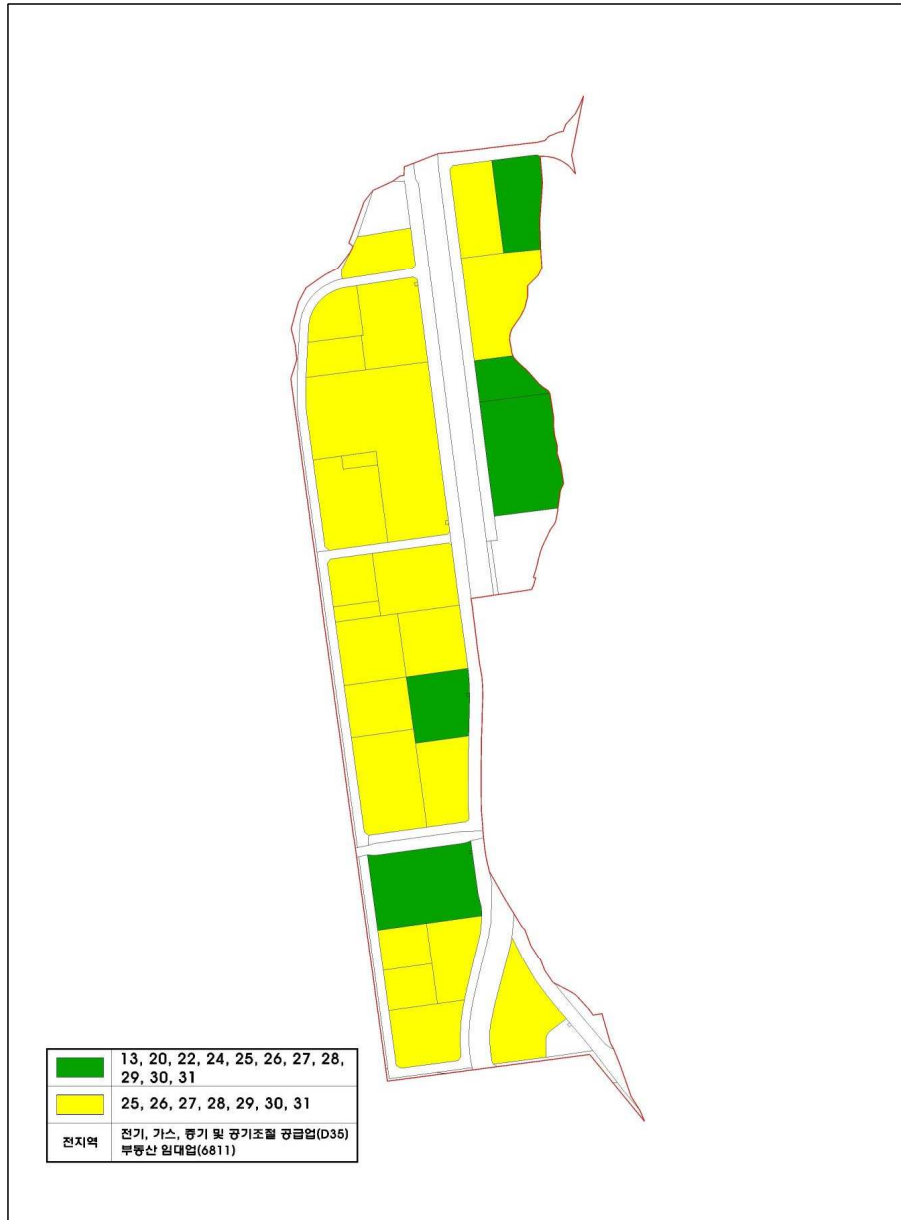 13, 20, 22, 24, 25, 26, 27, 28,
29, 30, 31
25, 26, 27, 28, 29, 30, 31
전지역
전기, 가스, 증기 및 공기조절 공급업(D35)
부동산 임대업(6811)